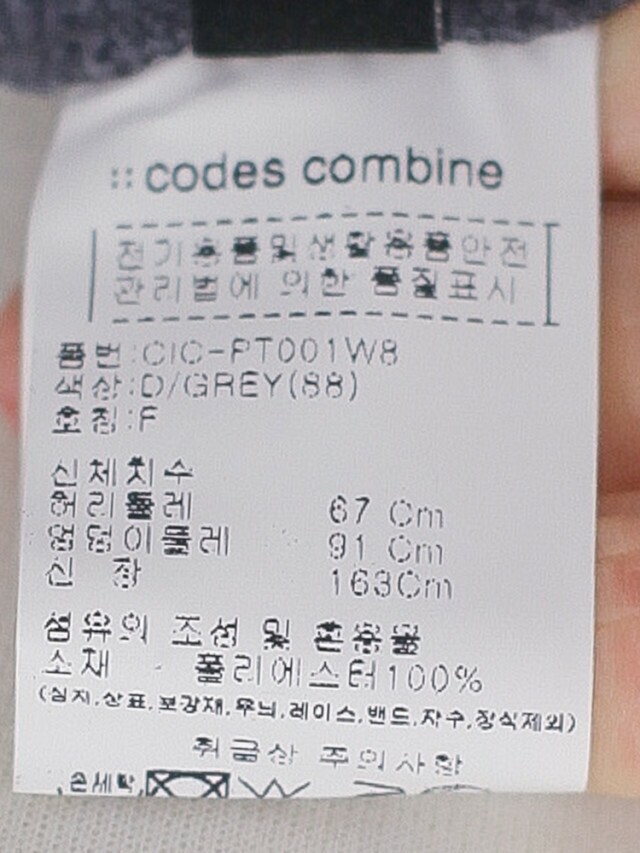 :: codes combine
전기용품및생활용품안전
관리법에 의한 품질표시
품번:CIC-PT001W8
색상:D/GREY(88)
호칭:F
신체치수
허리둘레 67 Cm
엉덩이둘레 91 Cm
신 장 163Cm
섬유의 조성 및 혼용율
소재 폴리에스터100%
(심지,상표,보강재,무늬,레이스,밴드,자수,장식제외)
취급상 주의사항
손세탁,